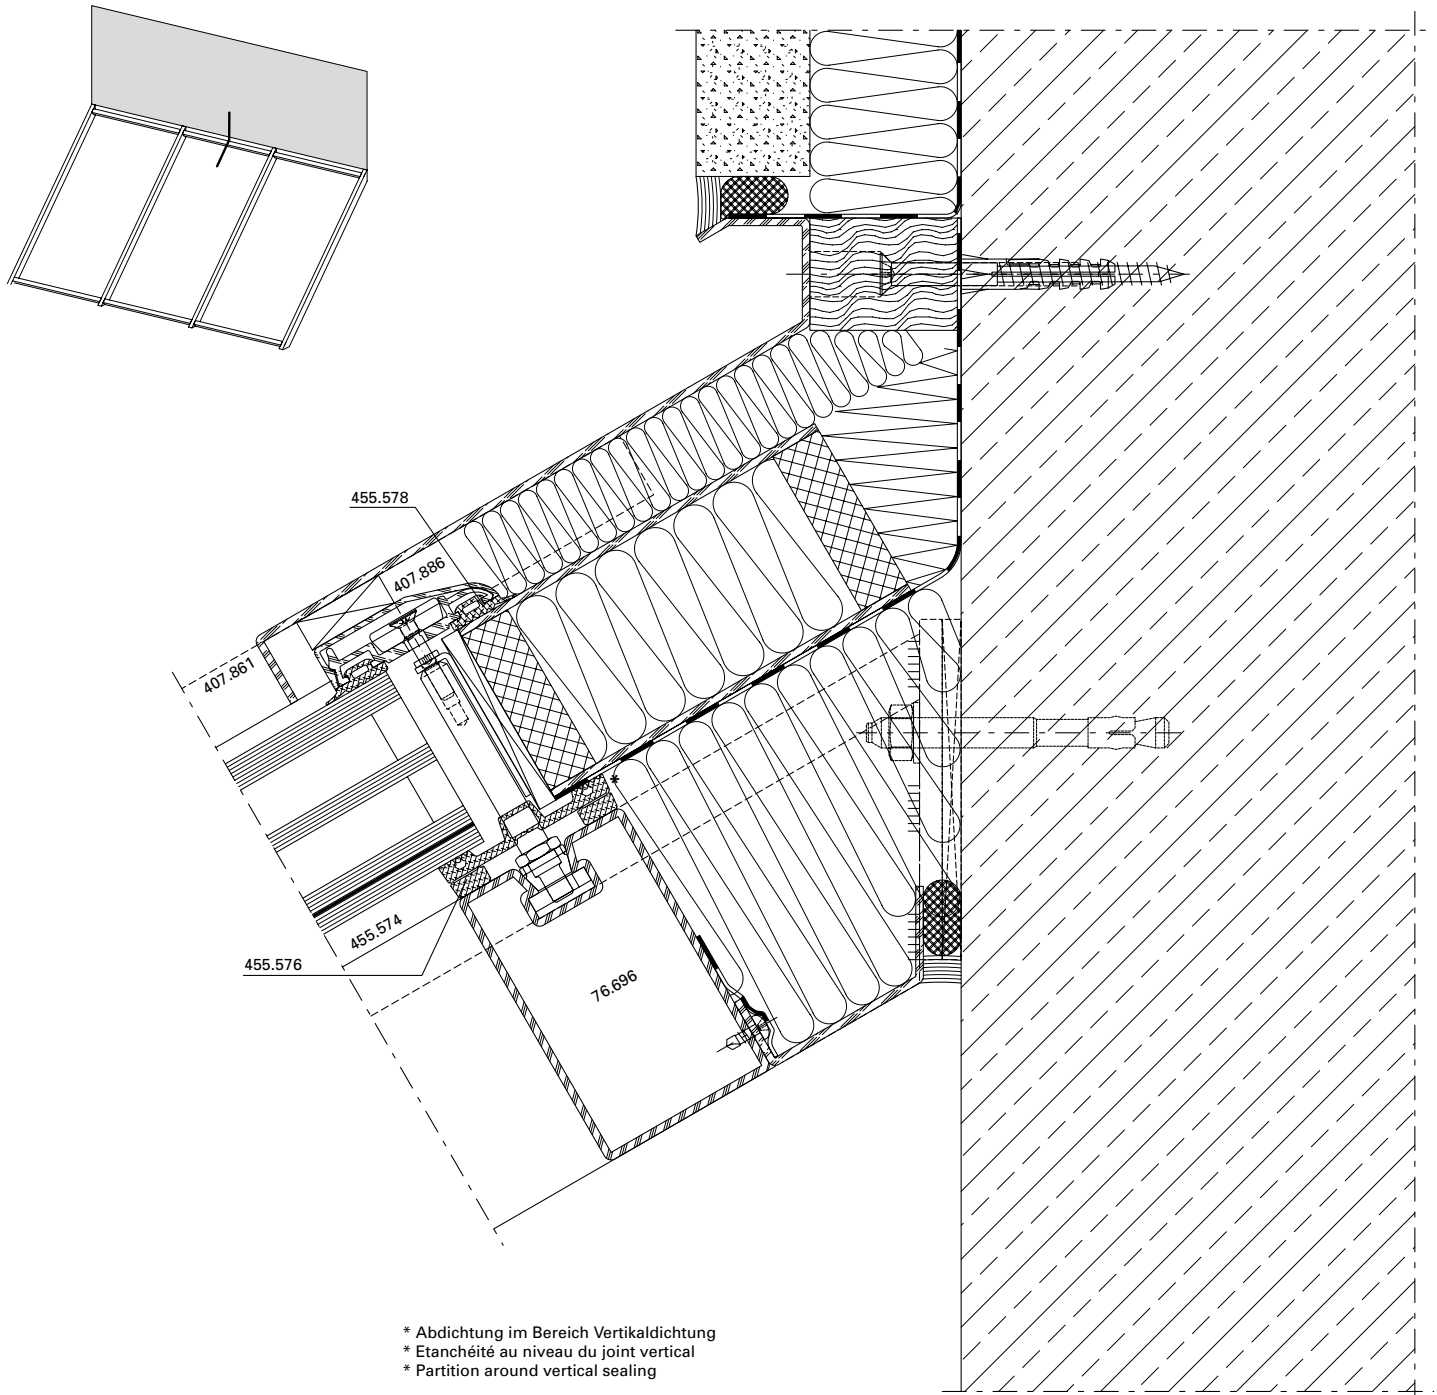 455.578
407.886
407.861
*
455.574
455.576
76.696
* Abdichtung im Bereich Vertikaldichtung
* Etanchéité au niveau du joint vertical
* Partition around vertical sealing